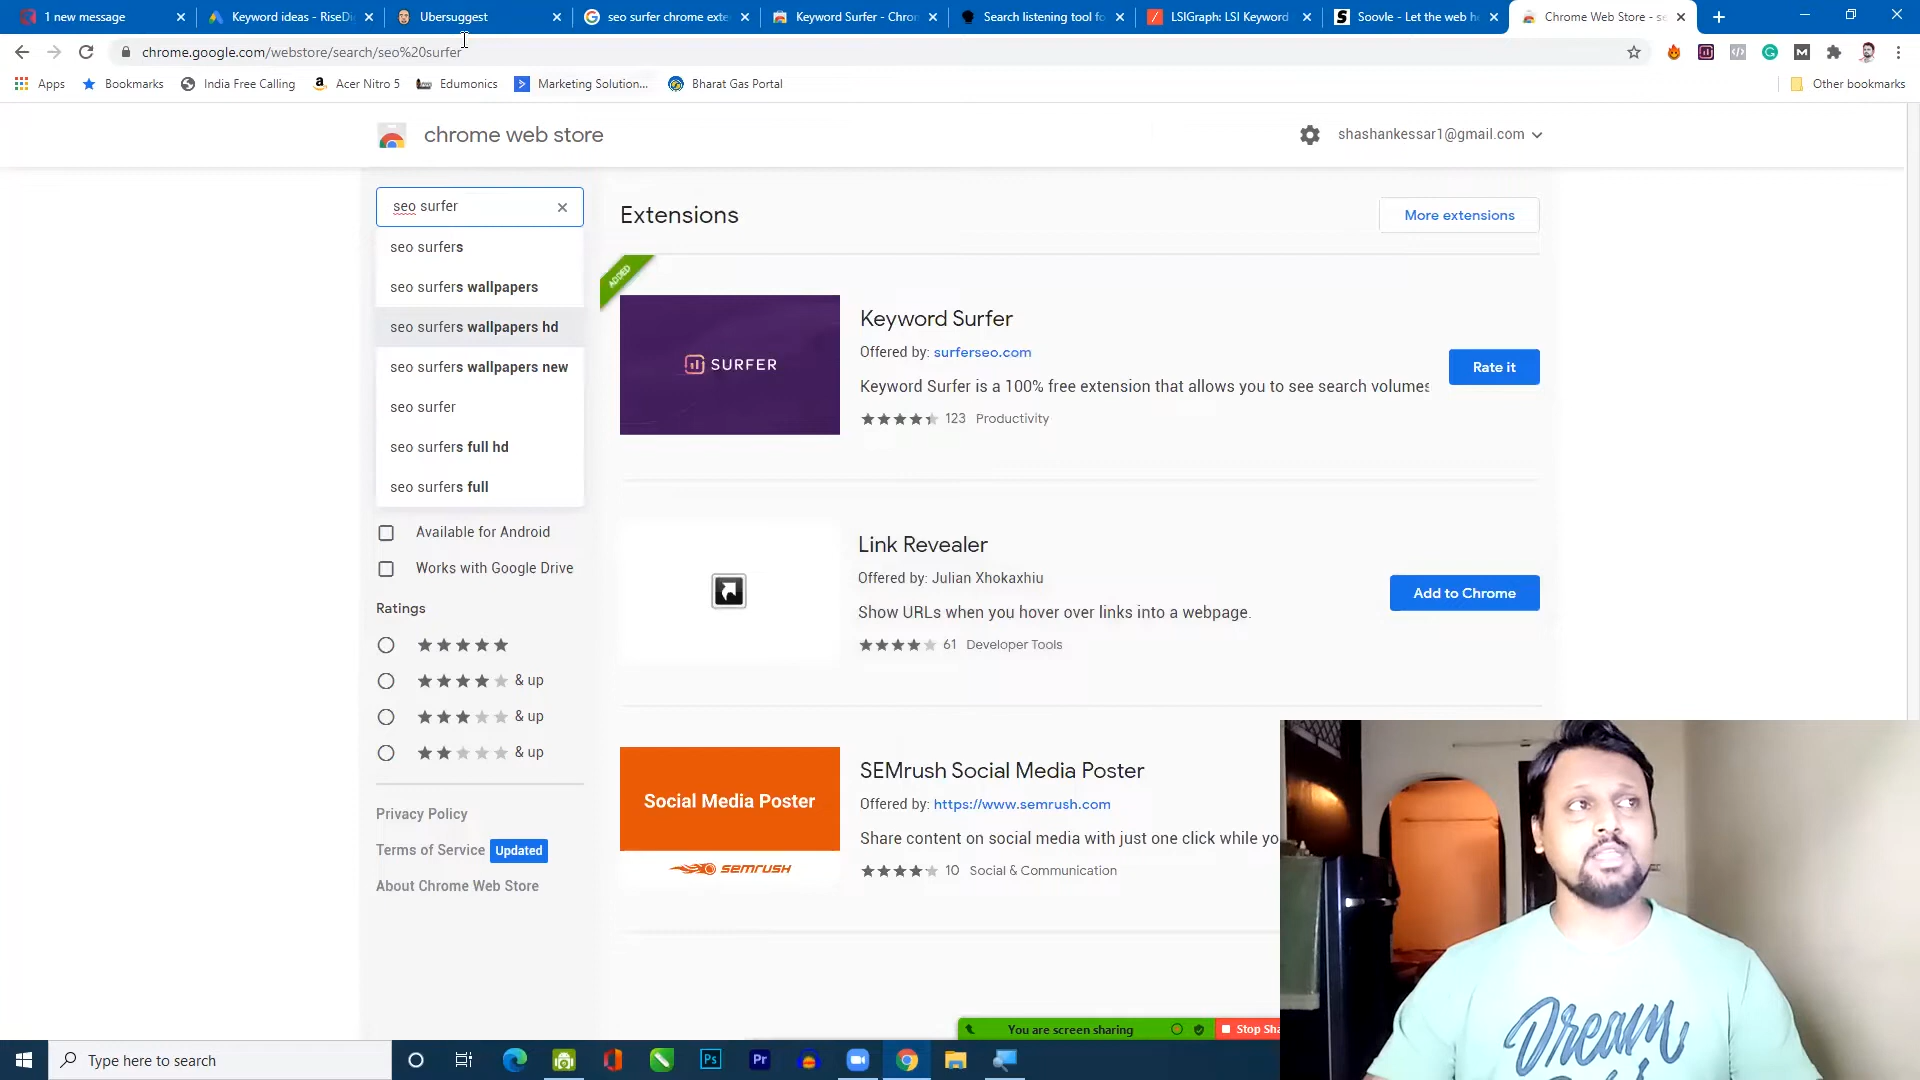 1 new message
Keyword ideas - RiseDi
Ubersuggest
seo surfer chrome exte
Keyword Surfer - Chro
Search listening tool fo
LSIGraph: LSI Keyword
Soovle - Let the web h
Chrome Web Store - se
chrome.google.com/webstore/search/seo%20surfer
Apps
Bookmarks
India Free Calling
Acer Nitro 5
Edumonics
Marketing Solution...
Bharat Gas Portal
Other bookmarks
chrome web store
shashankessar1@gmail.com
seo surfer
seo surfers
seo surfers wallpapers
seo surfers wallpapers hd
seo surfers wallpapers new
seo surfer
seo surfers full hd
seo surfers full
Available for Android
Works with Google Drive
Ratings
& up
& up
& up
Privacy Policy
Terms of Service Updated
About Chrome Web Store
Extensions
More extensions
ADDED
SURFER
Keyword Surfer
Offered by: surferseo.com
Keyword Surfer is a 100% free extension that allows you to see search volumes
123 Productivity
Rate it
Link Revealer
Offered by: Julian Xhokaxhiu
Show URLs when you hover over links into a webpage.
61 Developer Tools
Add to Chrome
Social Media Poster
SEMRUSH
SEMrush Social Media Poster
Offered by: https://www.semrush.com
Share content on social media with just one click while yo
10 Social & Communication
Dream
You are screen sharing
Stop Sha
Type here to search
Ps
Pr